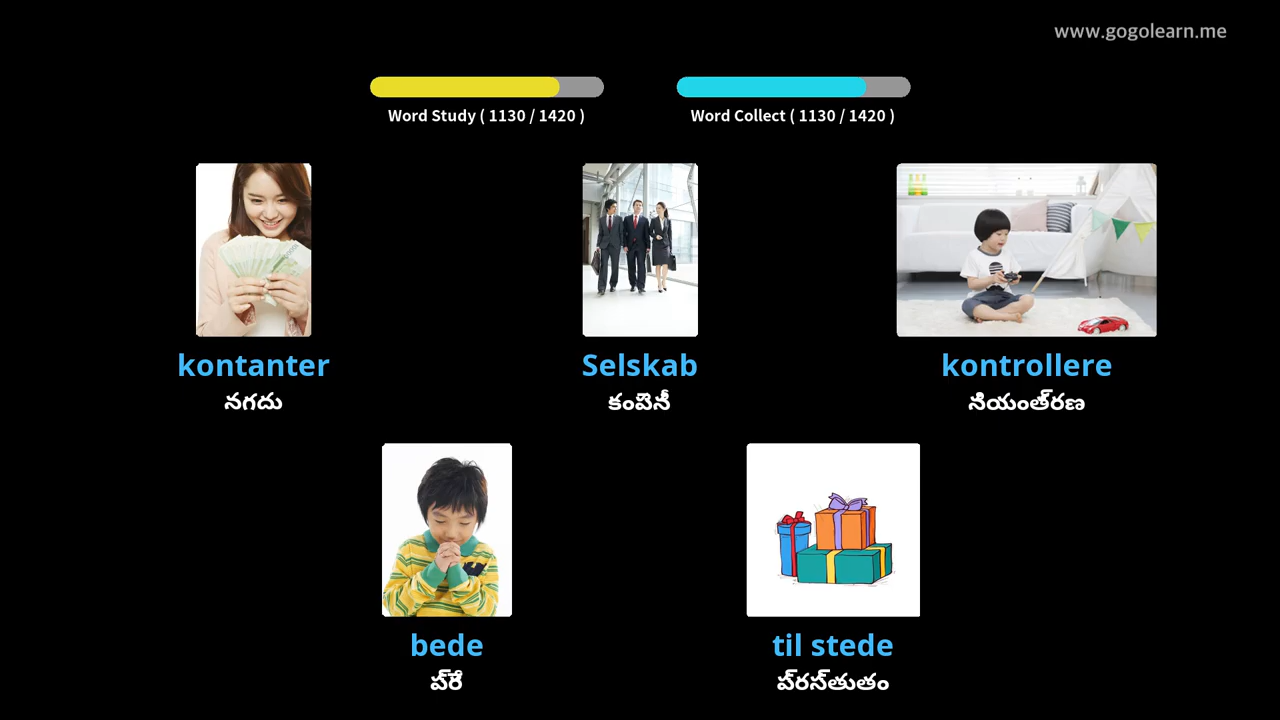 www.gogolearn.me
Word Study ( 1130 / 1420 )
Word Collect ( 1130 / 1420 )
kontanter
నగదు
Selskab
కంపెనీ
kontrollere
నియంత్రణ
bede
ప్రే
til stede
ప్రస్తుతం